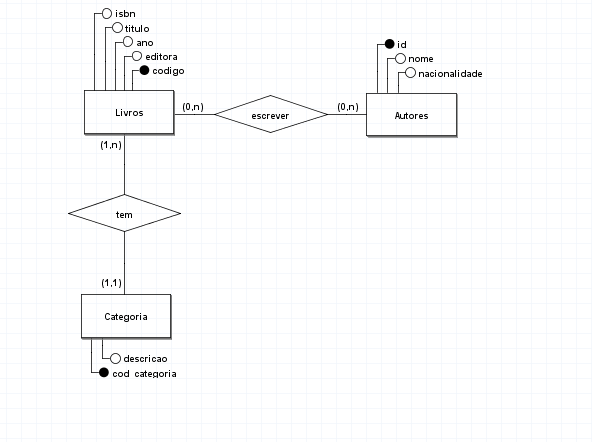 isbn
titulo
ano
editora
codigo
id
nome
nacionalidade
Livros
(0,n)
escrever
(0,n)
Autores
(1,n)
tem
(1,1)
Categoria
descricao
cod_categoria